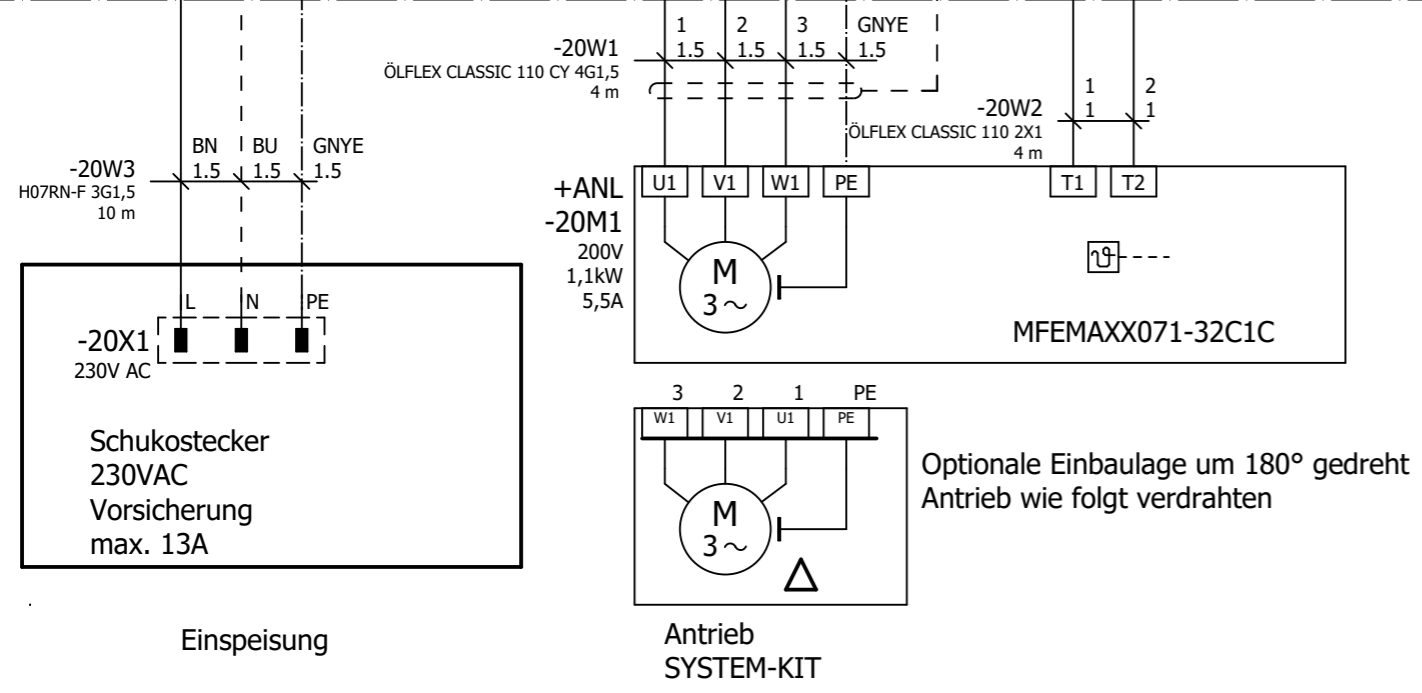 1 2 3 GNYE
-20W1 1.5 1.5 1.5 1.5
ÖLFLEX CLASSIC 110 CY 4G1,5
4 m
1 2
-20W2 1 1
ÖLFLEX CLASSIC 110 2X1
4 m
BN BU GNYE
-20W3 1.5 1.5 1.5
H07RN-F 3G1,5
10 m
+ANL U1 V1 W1 PE T1 T2
-20M1
200V
1,1kW
5,5A
M
3~
ϑ
MFEMAXX071-32C1C
L N PE
-20X1
230V AC
Schukostecker
230VAC
Vorsicherung
max. 13A
Einspeisung
3 2 1 PE
W1 V1 U1 PE
M
3~
Δ
Optionale Einbaulage um 180° gedreht
Antrieb wie folgt verdrahten
Antrieb
SYSTEM-KIT